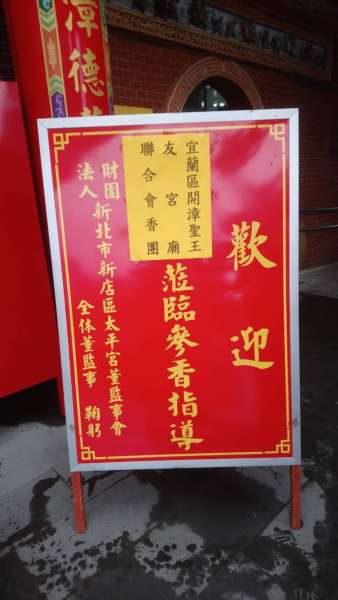 歡迎
宜蘭區開漳聖王
友宮廟
聯合會香團
蒞臨參香指導
財團
法人
新北市新店區太平宮董監事會
全体董監事
鞠躬
漳德